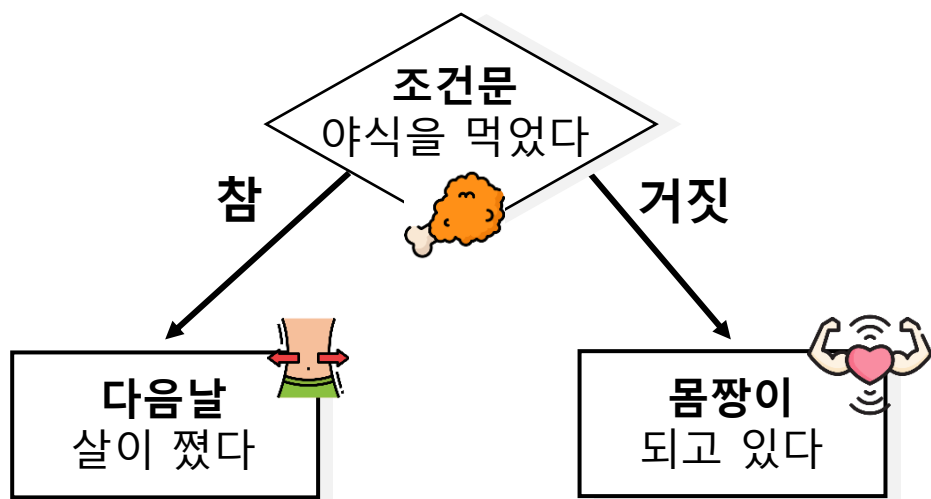 조건문
야식을 먹었다
참
거짓
다음날
살이 쪘다
몸짱이
되고 있다